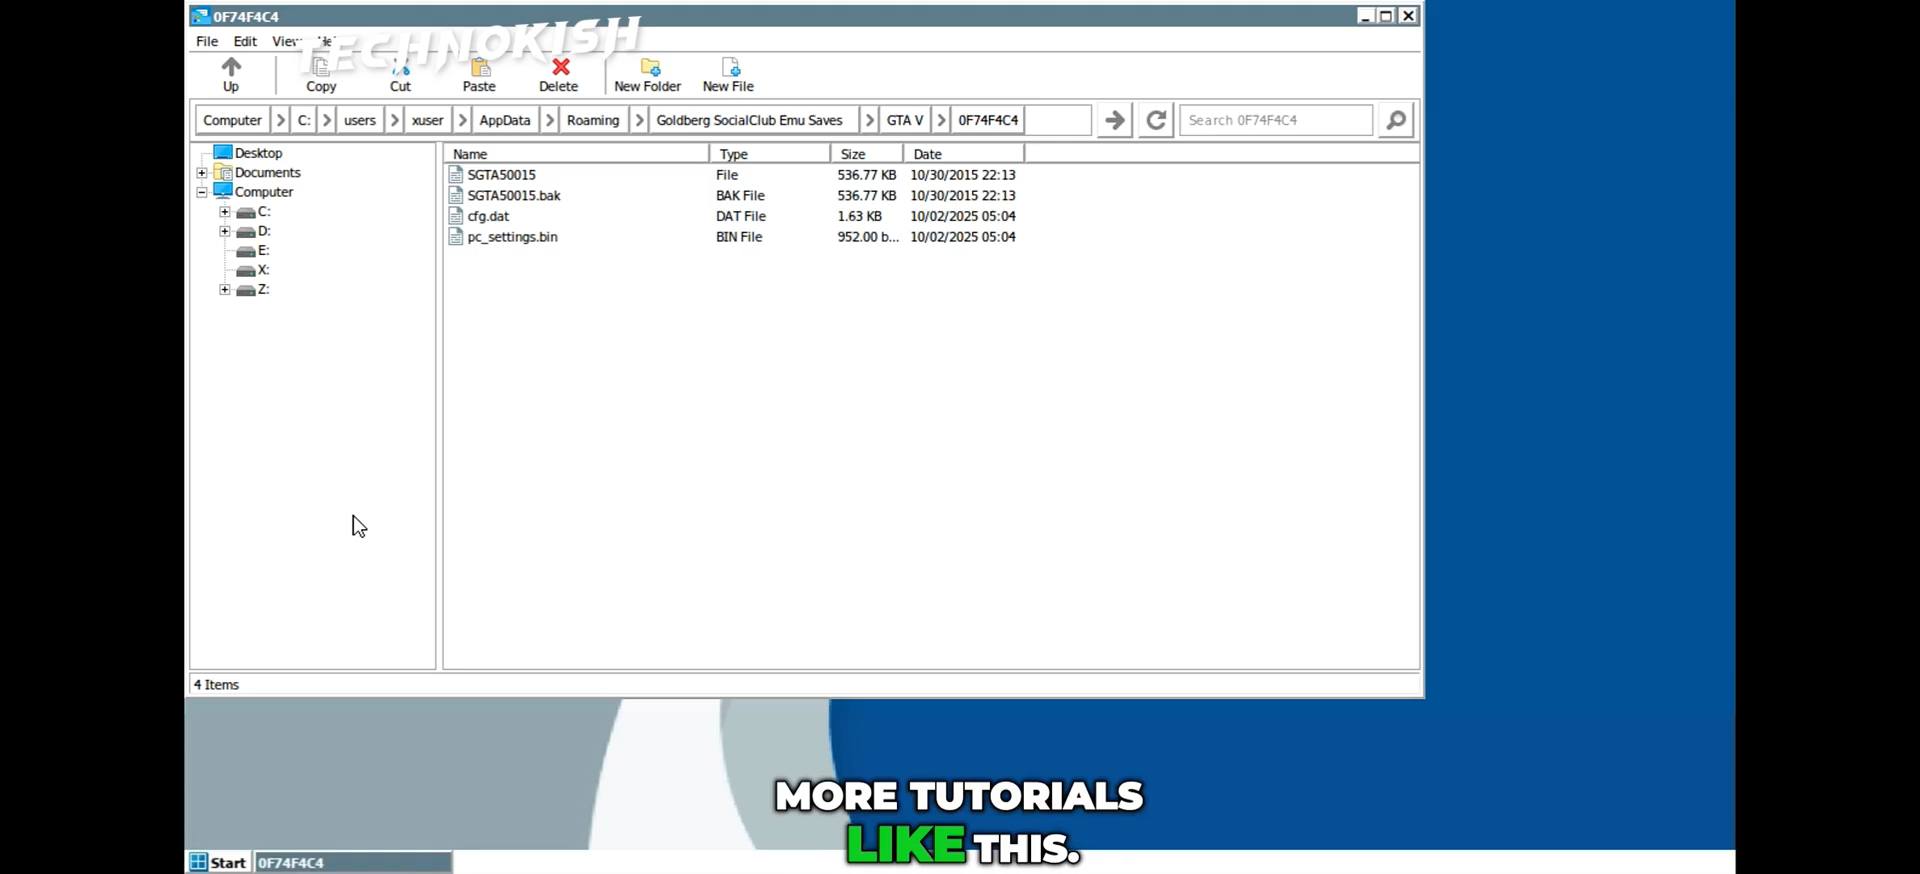 0F74F4C4
File Edit View Help
TECHNOKISH
Up Copy Cut Paste Delete New Folder New File
Computer C: users xuser AppData Roaming Goldberg SocialClub Emu Saves GTA V 0F74F4C4 Search 0F74F4C4
Desktop
Documents
Computer
C:
D:
E:
X:
Z:
Name Type Size Date
SGTA50015 File 536.77 KB 10/30/2015 22:13
SGTA50015.bak BAK File 536.77 KB 10/30/2015 22:13
cfg.dat DAT File 1.63 KB 10/02/2025 05:04
pc_settings.bin BIN File 952.00 b... 10/02/2025 05:04
4 Items
MORE TUTORIALS
LIKE THIS.
Start 0F74F4C4